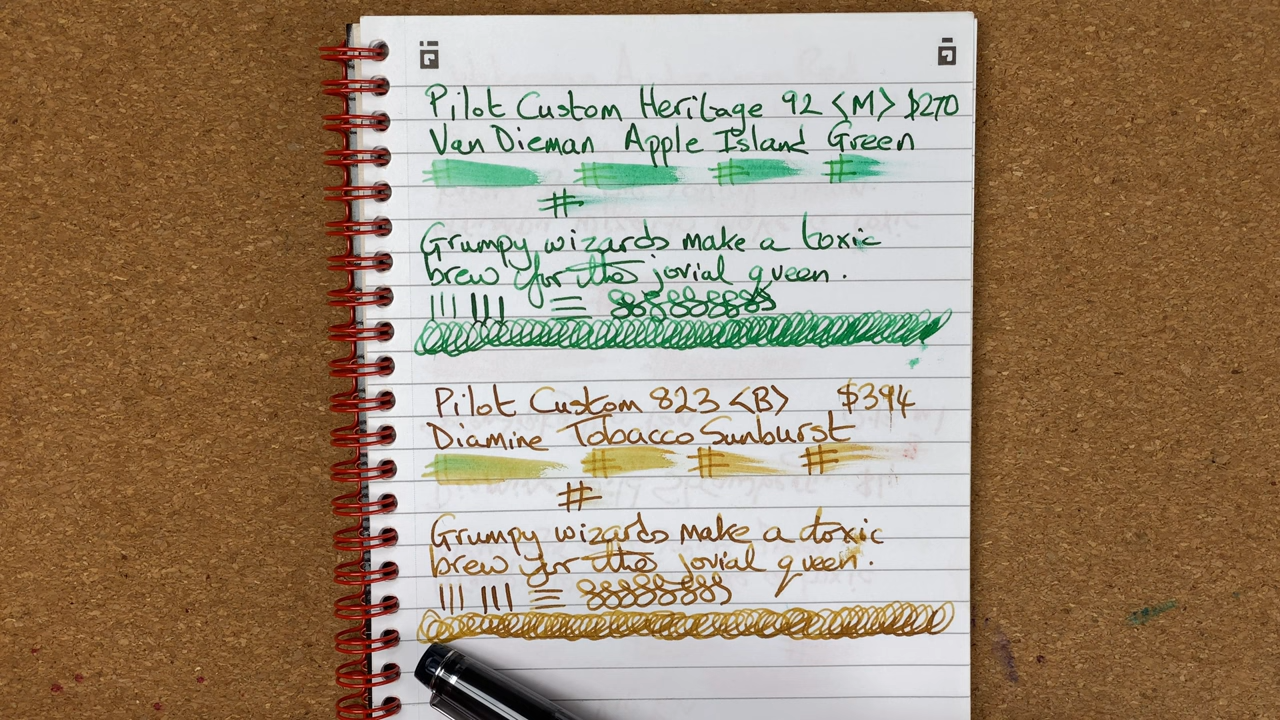 Pilot Custom Heritage 92 <M> $270
Van Dieman Apple Island Green
#
Grumpy wizards make a toxic
brew for the jovial queen.
Pilot Custom 823 <B> $394
Diamine Tobacco Sunburst
#
Grumpy wizards make a toxic
brew for the jovial queen.